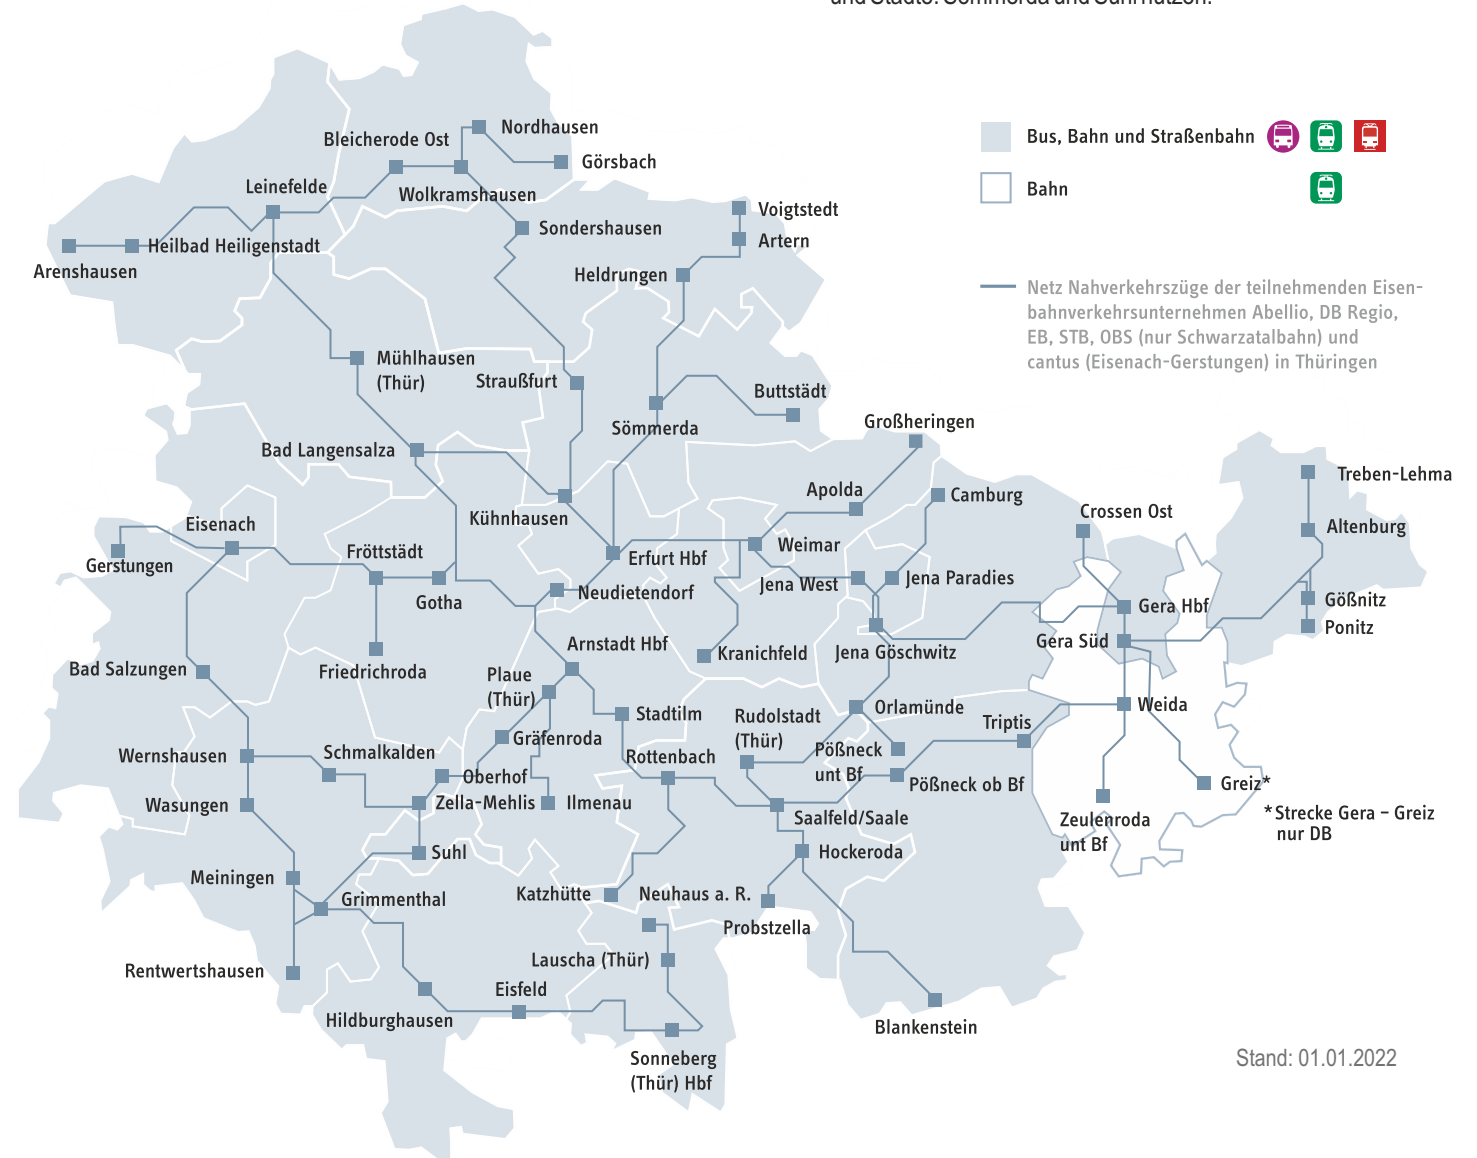 und Städte: Sömmerda und Suhl nutzen.
Bus, Bahn und Straßenbahn
Bahn
Netz Nahverkehrszüge der teilnehmenden Eisen-
bahnverkehrsunternehmen Abellio, DB Regio,
EB, STB, OBS (nur Schwarzatalbahn) und
cantus (Eisenach-Gerstungen) in Thüringen
Nordhausen
Bleicherode Ost
Görsbach
Leinefelde
Wolkramshausen
Voigtstedt
Sondershausen
Artern
Heilbad Heiligenstadt
Arenshausen
Heldrungen
Mühlhausen
(Thür)
Straußfurt
Buttstädt
Sömmerda
Großheringen
Bad Langensalza
Treben-Lehma
Apolda
Camburg
Crossen Ost
Kühnhausen
Eisenach
Altenburg
Weimar
Fröttstädt
Erfurt Hbf
Gerstungen
Jena West
Jena Paradies
Neudietendorf
Gotha
Gößnitz
Gera Hbf
Ponitz
Arnstadt Hbf
Gera Süd
Kranichfeld
Jena Göschwitz
Bad Salzungen
Friedrichroda
Plaue
(Thür)
Orlamünde
Weida
Stadtilm
Rudolstadt
(Thür)
Triptis
Gräfenroda
Schmalkalden
Wernshausen
Rottenbach
Pößneck
unt Bf
Oberhof
Pößneck ob Bf
Greiz*
Wasungen
Zella-Mehlis
Ilmenau
*Strecke Gera – Greiz
nur DB
Saalfeld/Saale
Zeulenroda
unt Bf
Suhl
Hockeroda
Meiningen
Katzhütte
Neuhaus a. R.
Grimmenthal
Probstzella
Lauscha (Thür)
Rentwertshausen
Eisfeld
Hildburghausen
Blankenstein
Sonneberg
(Thür) Hbf
Stand: 01.01.2022